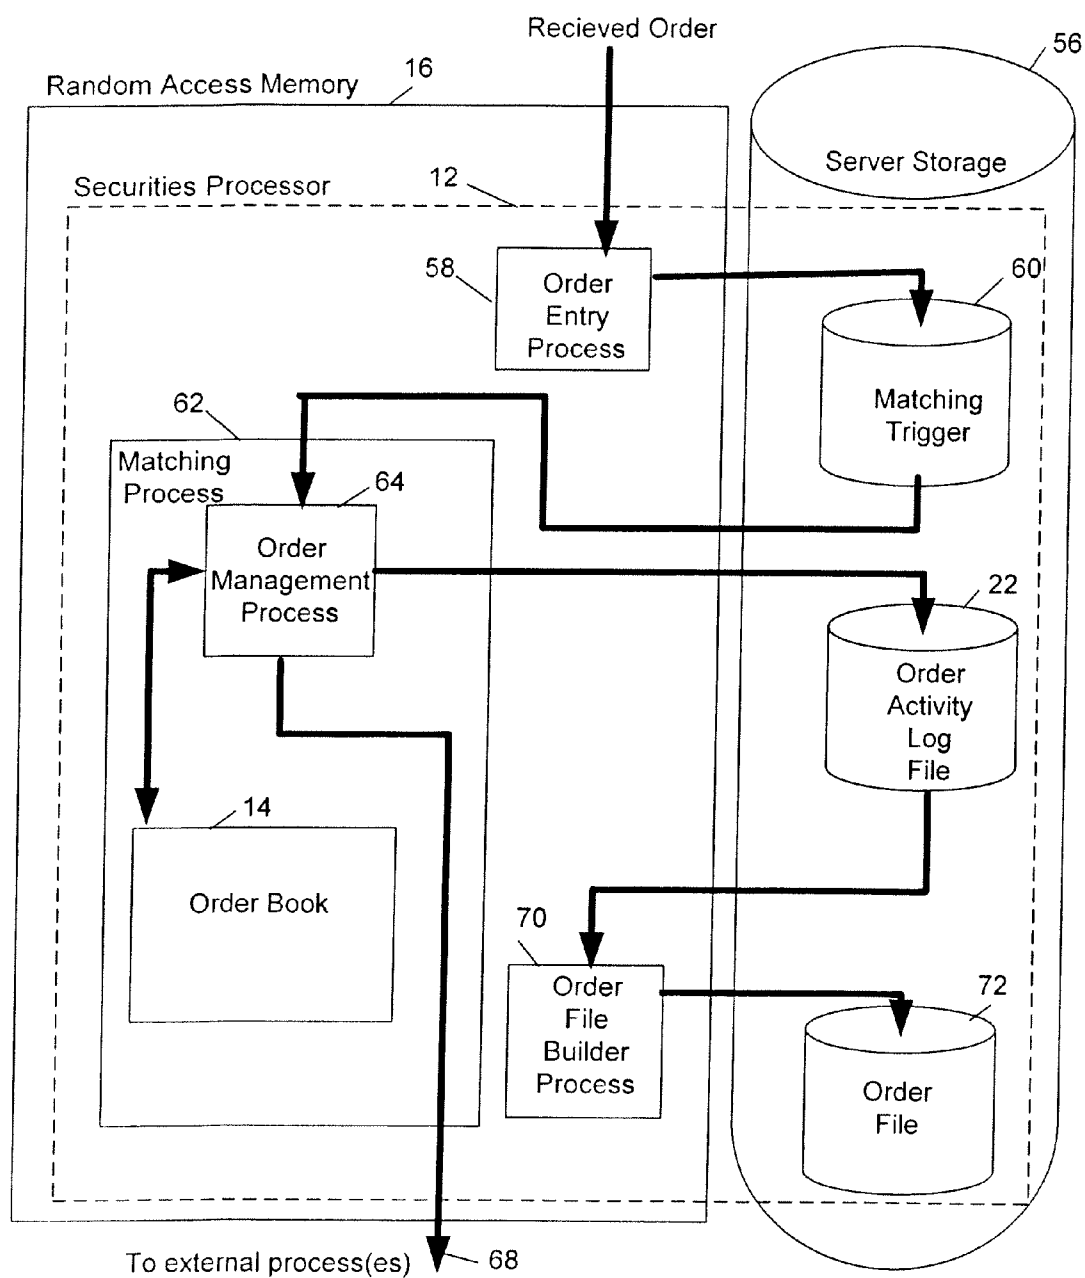 Recieved Order
56
Random Access Memory
16
Server Storage
Securities Processor
12
58
Order
Entry
Process
60
Matching
Trigger
62
Matching
Process
64
Order
Management
Process
22
Order
Activity
Log
File
14
Order Book
70
Order
File
Builder
Process
72
Order
File
To external process(es)
68